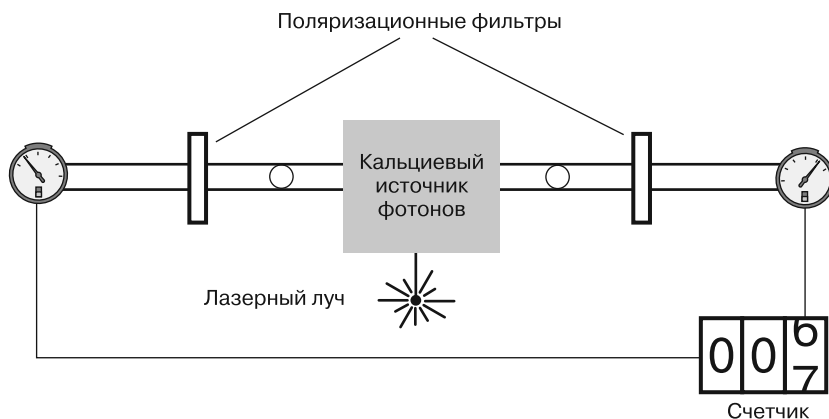 Поляризационные фильтры
Кальциевый
источник
фотонов
Лазерный луч
0 0 6
7
Счетчик